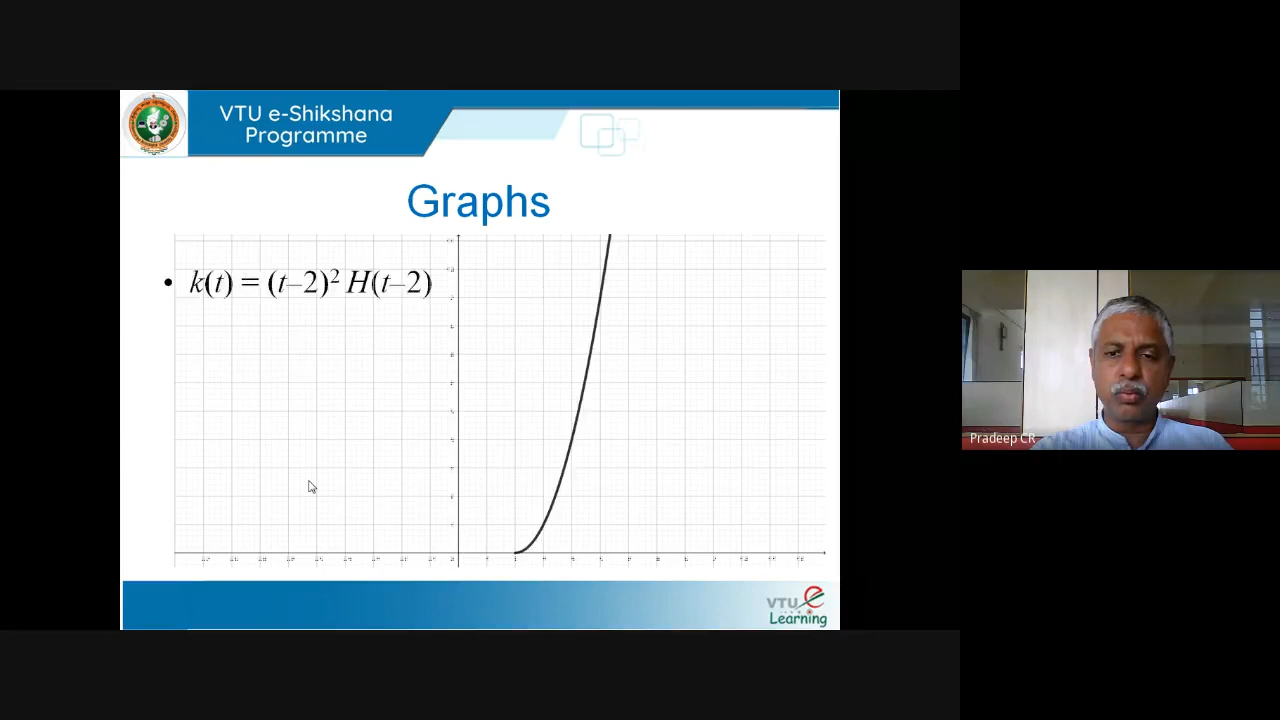 VTU e-Shikshana
Programme
Graphs
• k(t) = (t–2)² H(t–2)
Pradeep CR
VTU e
Learning